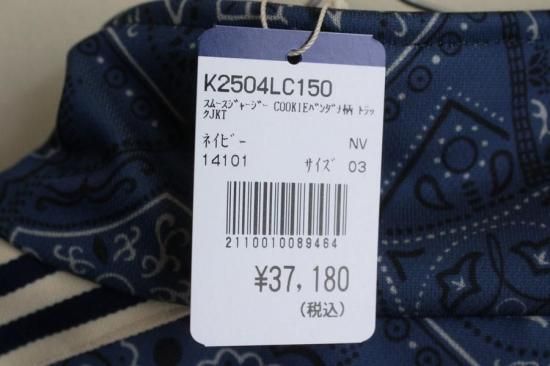 K2504LC150
ｽﾑｰｽｼﾞｬｰｼﾞｰ COOKIEﾊﾞﾝﾀﾞﾅ柄 ﾄﾗｯ
ｸJKT
ﾈｲﾋﾞｰ NV
14101 ｻｲｽﾞ 03
2110010089464
¥37,180
(税込)